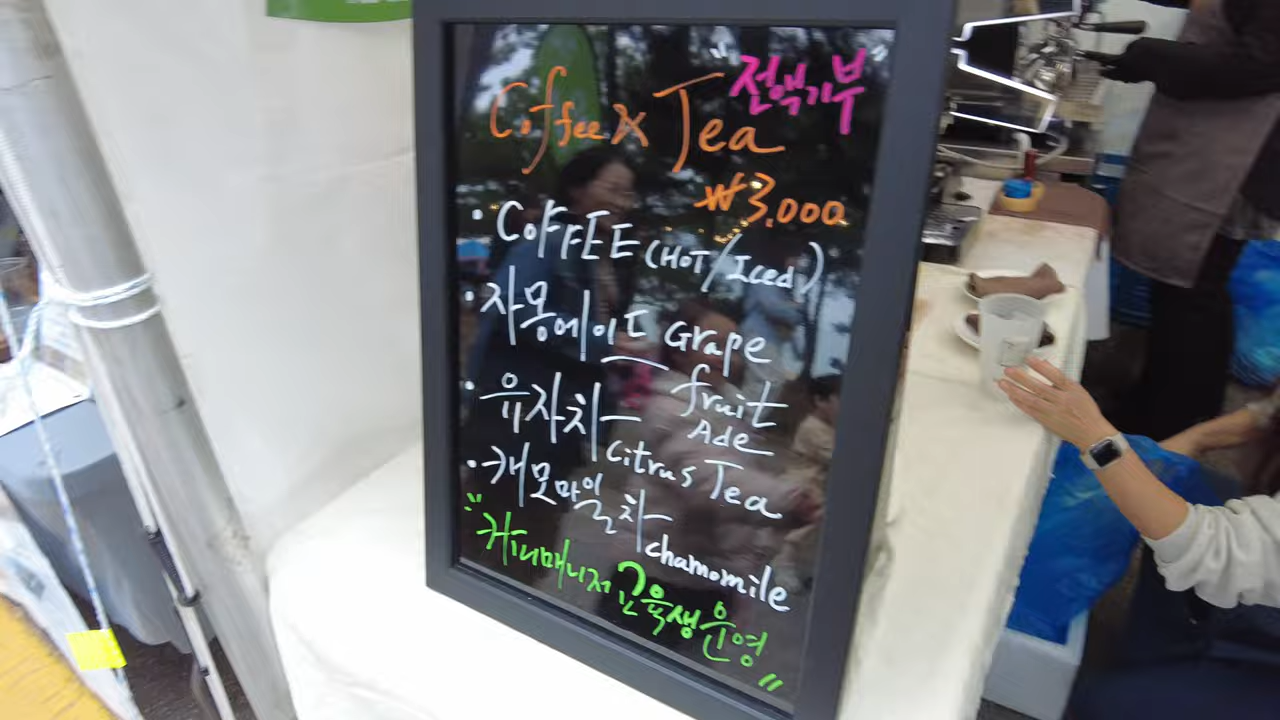 "전액기부"
Coffee & Tea
₩3.000
· COFFEE (HOT/Iced)
· 자몽에이드 Grape
fruit
Ade
· 유자차 Citrus Tea
· 캐모마일차 chamomile
"커뮤매니저 교육생 운영"